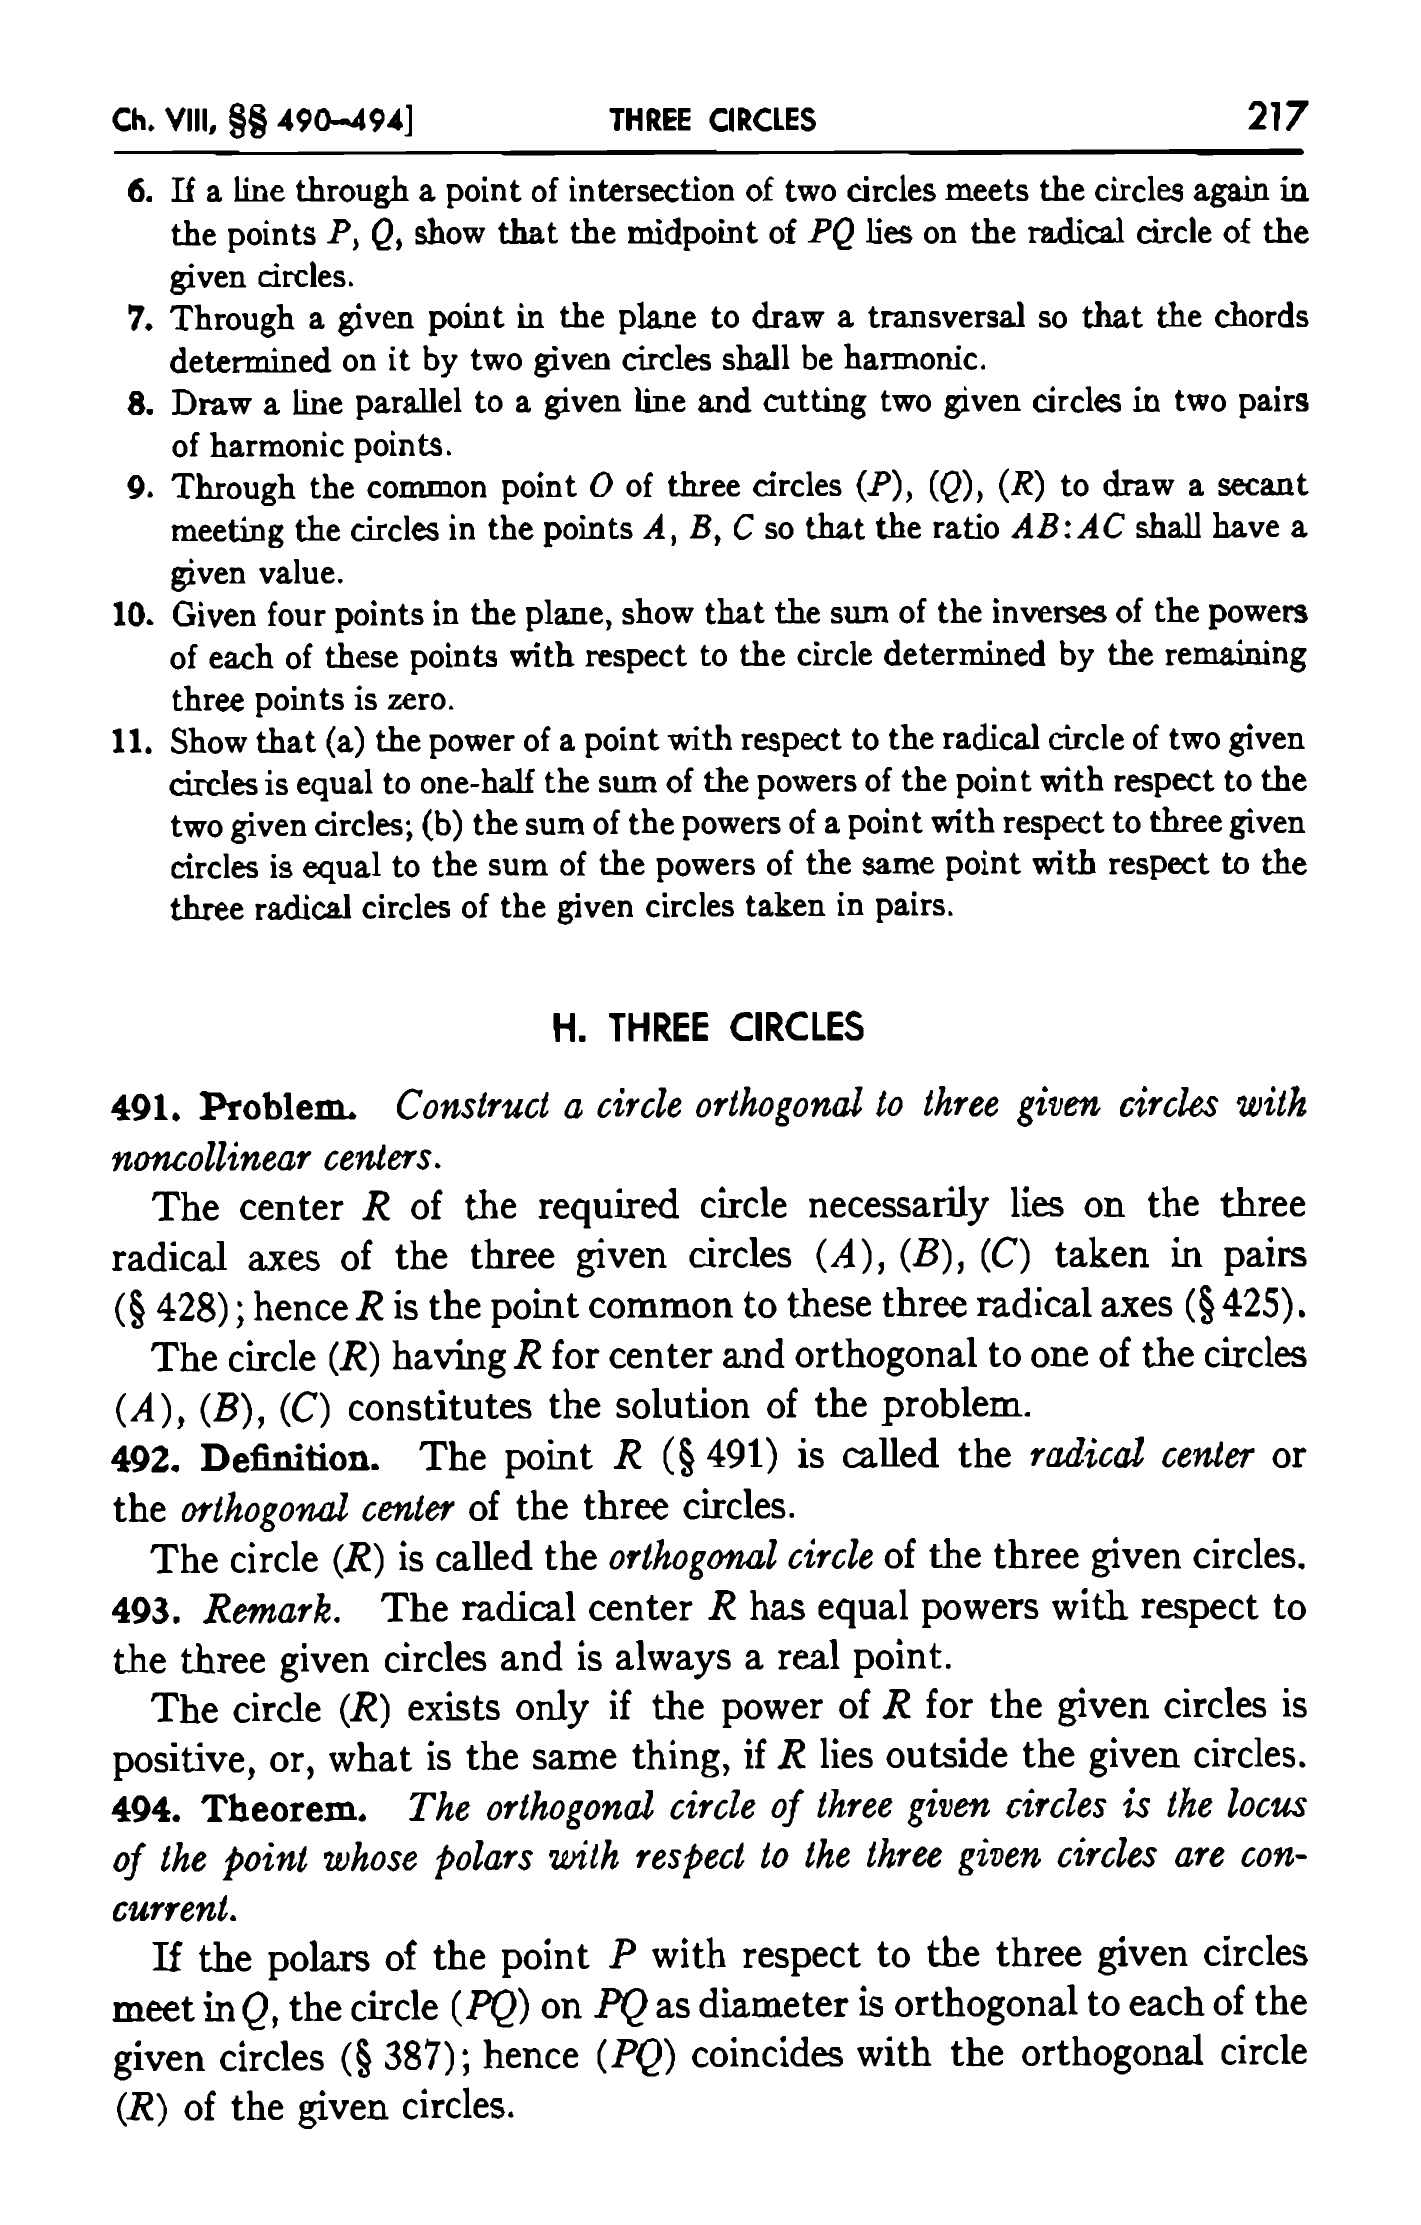 Ch. VIII, §§ 490–494] THREE CIRCLES 217
6. If a line through a point of intersection of two circles meets the circles again in
the points P, Q, show that the midpoint of PQ lies on the radical circle of the
given circles.
7. Through a given point in the plane to draw a transversal so that the chords
determined on it by two given circles shall be harmonic.
8. Draw a line parallel to a given line and cutting two given circles in two pairs
of harmonic points.
9. Through the common point O of three circles (P), (Q), (R) to draw a secant
meeting the circles in the points A, B, C so that the ratio AB:AC shall have a
given value.
10. Given four points in the plane, show that the sum of the inverses of the powers
of each of these points with respect to the circle determined by the remaining
three points is zero.
11. Show that (a) the power of a point with respect to the radical circle of two given
circles is equal to one-half the sum of the powers of the point with respect to the
two given circles; (b) the sum of the powers of a point with respect to three given
circles is equal to the sum of the powers of the same point with respect to the
three radical circles of the given circles taken in pairs.
H. THREE CIRCLES
491. Problem. Construct a circle orthogonal to three given circles with
noncollinear centers.
The center R of the required circle necessarily lies on the three
radical axes of the three given circles (A), (B), (C) taken in pairs
(§ 428); hence R is the point common to these three radical axes (§ 425).
The circle (R) having R for center and orthogonal to one of the circles
(A), (B), (C) constitutes the solution of the problem.
492. Definition. The point R (§ 491) is called the radical center or
the orthogonal center of the three circles.
The circle (R) is called the orthogonal circle of the three given circles.
493. Remark. The radical center R has equal powers with respect to
the three given circles and is always a real point.
The circle (R) exists only if the power of R for the given circles is
positive, or, what is the same thing, if R lies outside the given circles.
494. Theorem. The orthogonal circle of three given circles is the locus
of the point whose polars with respect to the three given circles are con-
current.
If the polars of the point P with respect to the three given circles
meet in Q, the circle (PQ) on PQ as diameter is orthogonal to each of the
given circles (§ 387); hence (PQ) coincides with the orthogonal circle
(R) of the given circles.